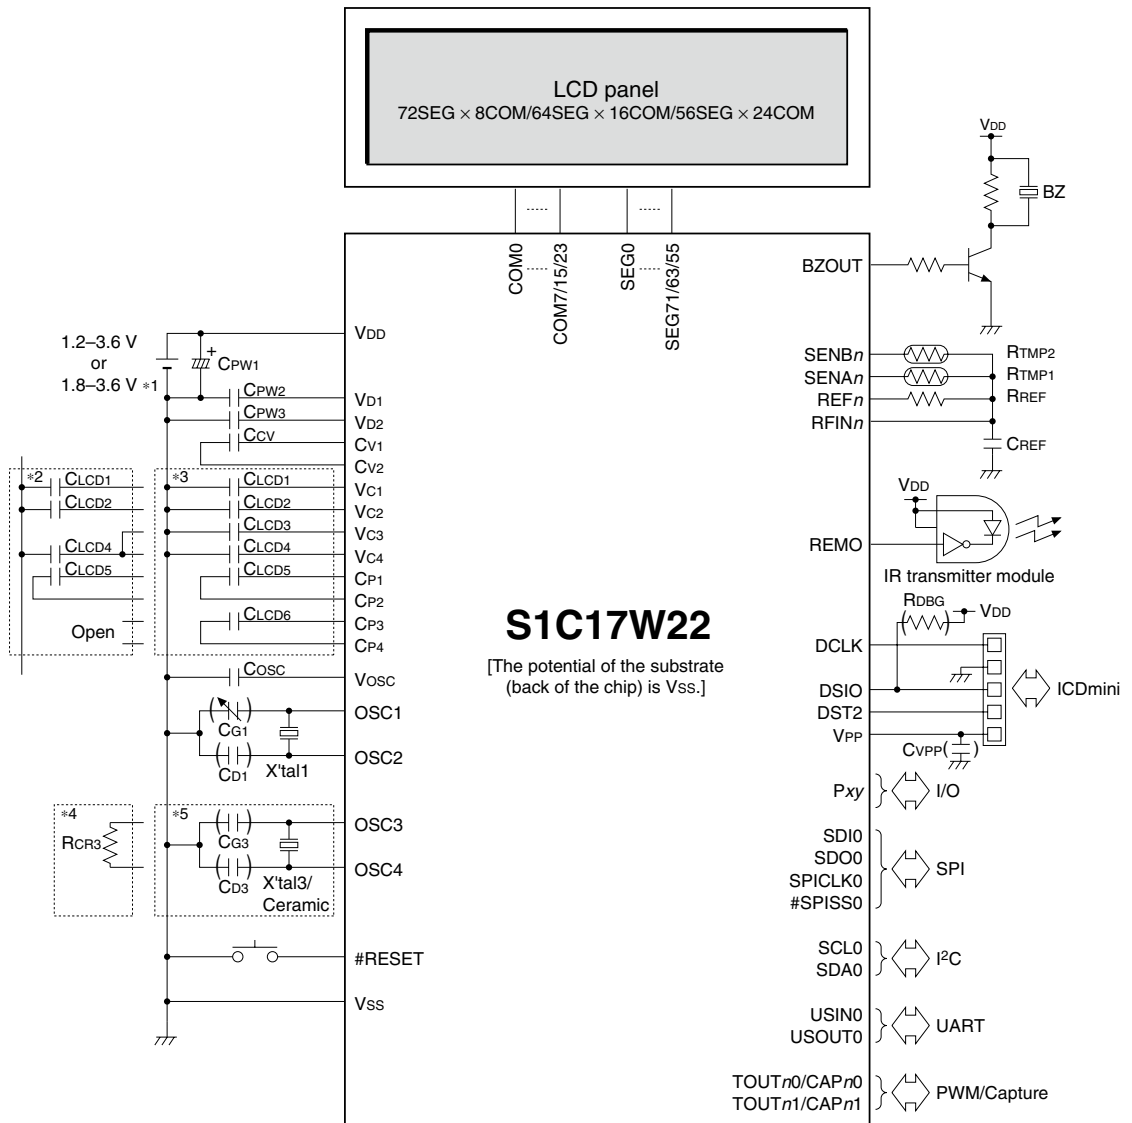 LCD panel
72SEG × 8COM/64SEG × 16COM/56SEG × 24COM
COM0
COM7/15/23
SEG0
SEG71/63/55
1.2–3.6 V
or
1.8–3.6 V *1
+
CPW1
VDD
CPW2
VD1
CPW3
VD2
CCV
CV1
CV2
*2
CLCD1
CLCD2
CLCD4
CLCD5
Open
*3
CLCD1
VC1
CLCD2
VC2
CLCD3
VC3
CLCD4
VC4
CLCD5
CP1
CP2
CLCD6
CP3
CP4
COSC
VOSC
OSC1
CG1
CD1
X'tal1
OSC2
*4
RCR3
*5
OSC3
CG3
CD3
X'tal3/
Ceramic
OSC4
#RESET
VSS
S1C17W22
[The potential of the substrate
(back of the chip) is VSS.]
VDD
BZ
BZOUT
SENBn
RTMP2
SENAn
RTMP1
REFn
RREF
RFINn
CREF
VDD
REMO
IR transmitter module
RDBG
VDD
DCLK
DSIO
ICDmini
DST2
VPP
CVPP
Pxy
I/O
SDI0
SDO0
SPICLK0
#SPISS0
SPI
SCL0
SDA0
I²C
USIN0
USOUT0
UART
TOUTn0/CAPn0
TOUTn1/CAPn1
PWM/Capture